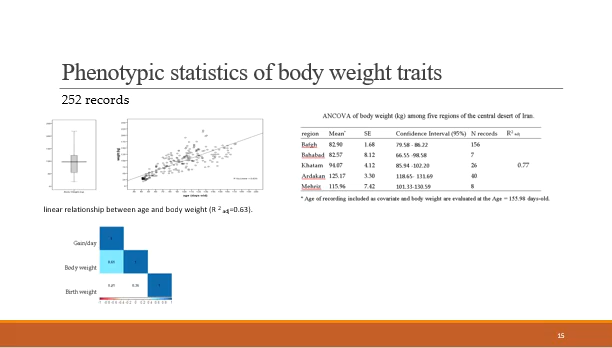 Phenotypic statistics of body weight traits
252 records
ANCOVA of body weight (kg) among five regions of the central desert of Iran.
region Mean* SE Confidence Interval (95%) N records R² adj
Bafgh 82.90 1.68 79.58 - 86.22 156
Bahabad 82.57 8.12 66.55 -98.58 7
Khatam 94.07 4.12 85.94 -102.20 26 0.77
Ardakan 125.17 3.30 118.65- 131.69 40
Mehriz 115.96 7.42 101.33-130.59 8
* Age of recording included as covariate and body weight are evaluated at the Age = 155.98 days-old.
linear relationship between age and body weight (R ² adj=0.63).
Gain/day
Body weight
Birth weight
15